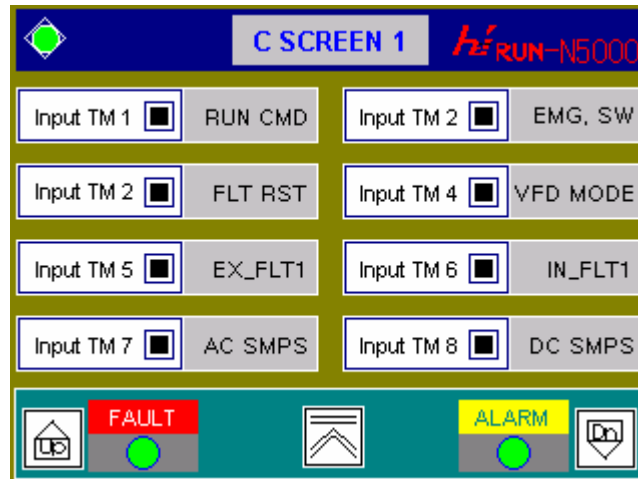 C SCREEN 1 hi RUN-N5000
Input TM 1 RUN CMD Input TM 2 EMG, SW
Input TM 2 FLT RST Input TM 4 VFD MODE
Input TM 5 EX_FLT1 Input TM 6 IN_FLT1
Input TM 7 AC SMPS Input TM 8 DC SMPS
FAULT ALARM
Up Dn